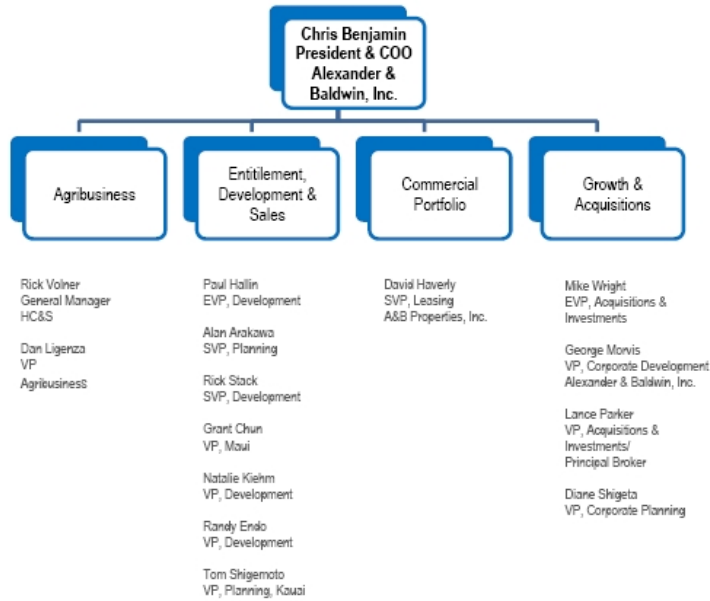 Chris Benjamin
President & COO
Alexander &
Baldwin, Inc.
Agribusiness
Entitilement,
Development &
Sales
Commercial
Portfolio
Growth &
Acquisitions
Rick Volner
General Manager
HC&S
Dan Ligenza
VP
Agribusiness
Paul Hallin
EVP, Development
Alan Arakawa
SVP, Planning
Rick Stack
SVP, Development
Grant Chun
VP, Maui
Natalie Kiehm
VP, Development
Randy Endo
VP, Development
Tom Shigemoto
VP, Planning, Kauai
David Haverly
SVP, Leasing
A&B Properties, Inc.
Mike Wright
EVP, Acquisitions &
Investments
George Morvis
VP, Corporate Development
Alexander & Baldwin, Inc.
Lance Parker
VP, Acquisitions &
Investments/
Principal Broker
Diane Shigeta
VP, Corporate Planning